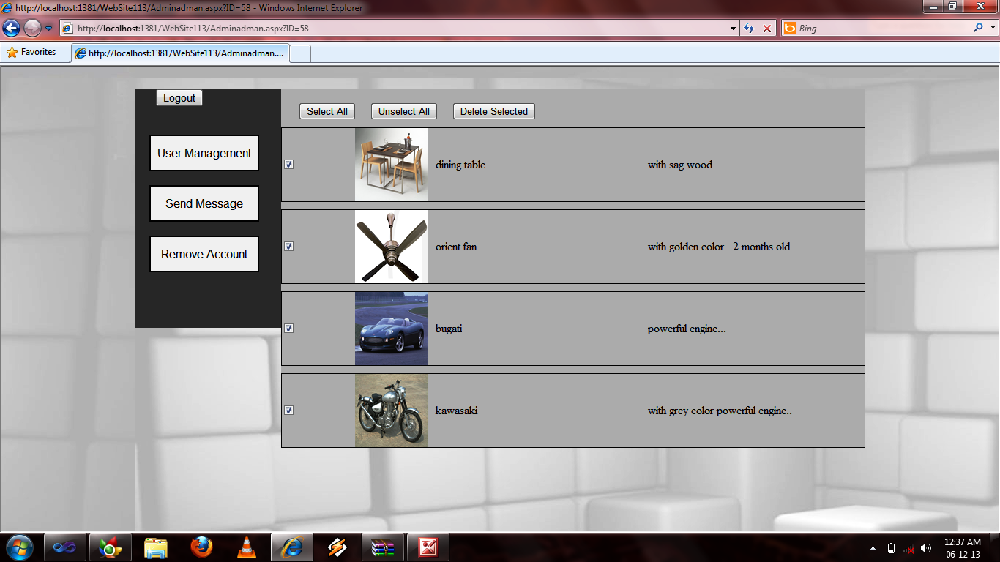 http://localhost:1381/WebSite113/Adminadman.aspx?ID=58 - Windows Internet Explorer
http://localhost:1381/WebSite113/Adminadman.aspx?ID=58
Bing
Favorites
http://localhost:1381/WebSite113/Adminadman....
Logout
Select All
Unselect All
Delete Selected
User Management
Send Message
Remove Account
dining table
with sag wood..
orient fan
with golden color.. 2 months old..
bugati
powerful engine...
kawasaki
with grey color powerful engine..
12:37 AM
06-12-13